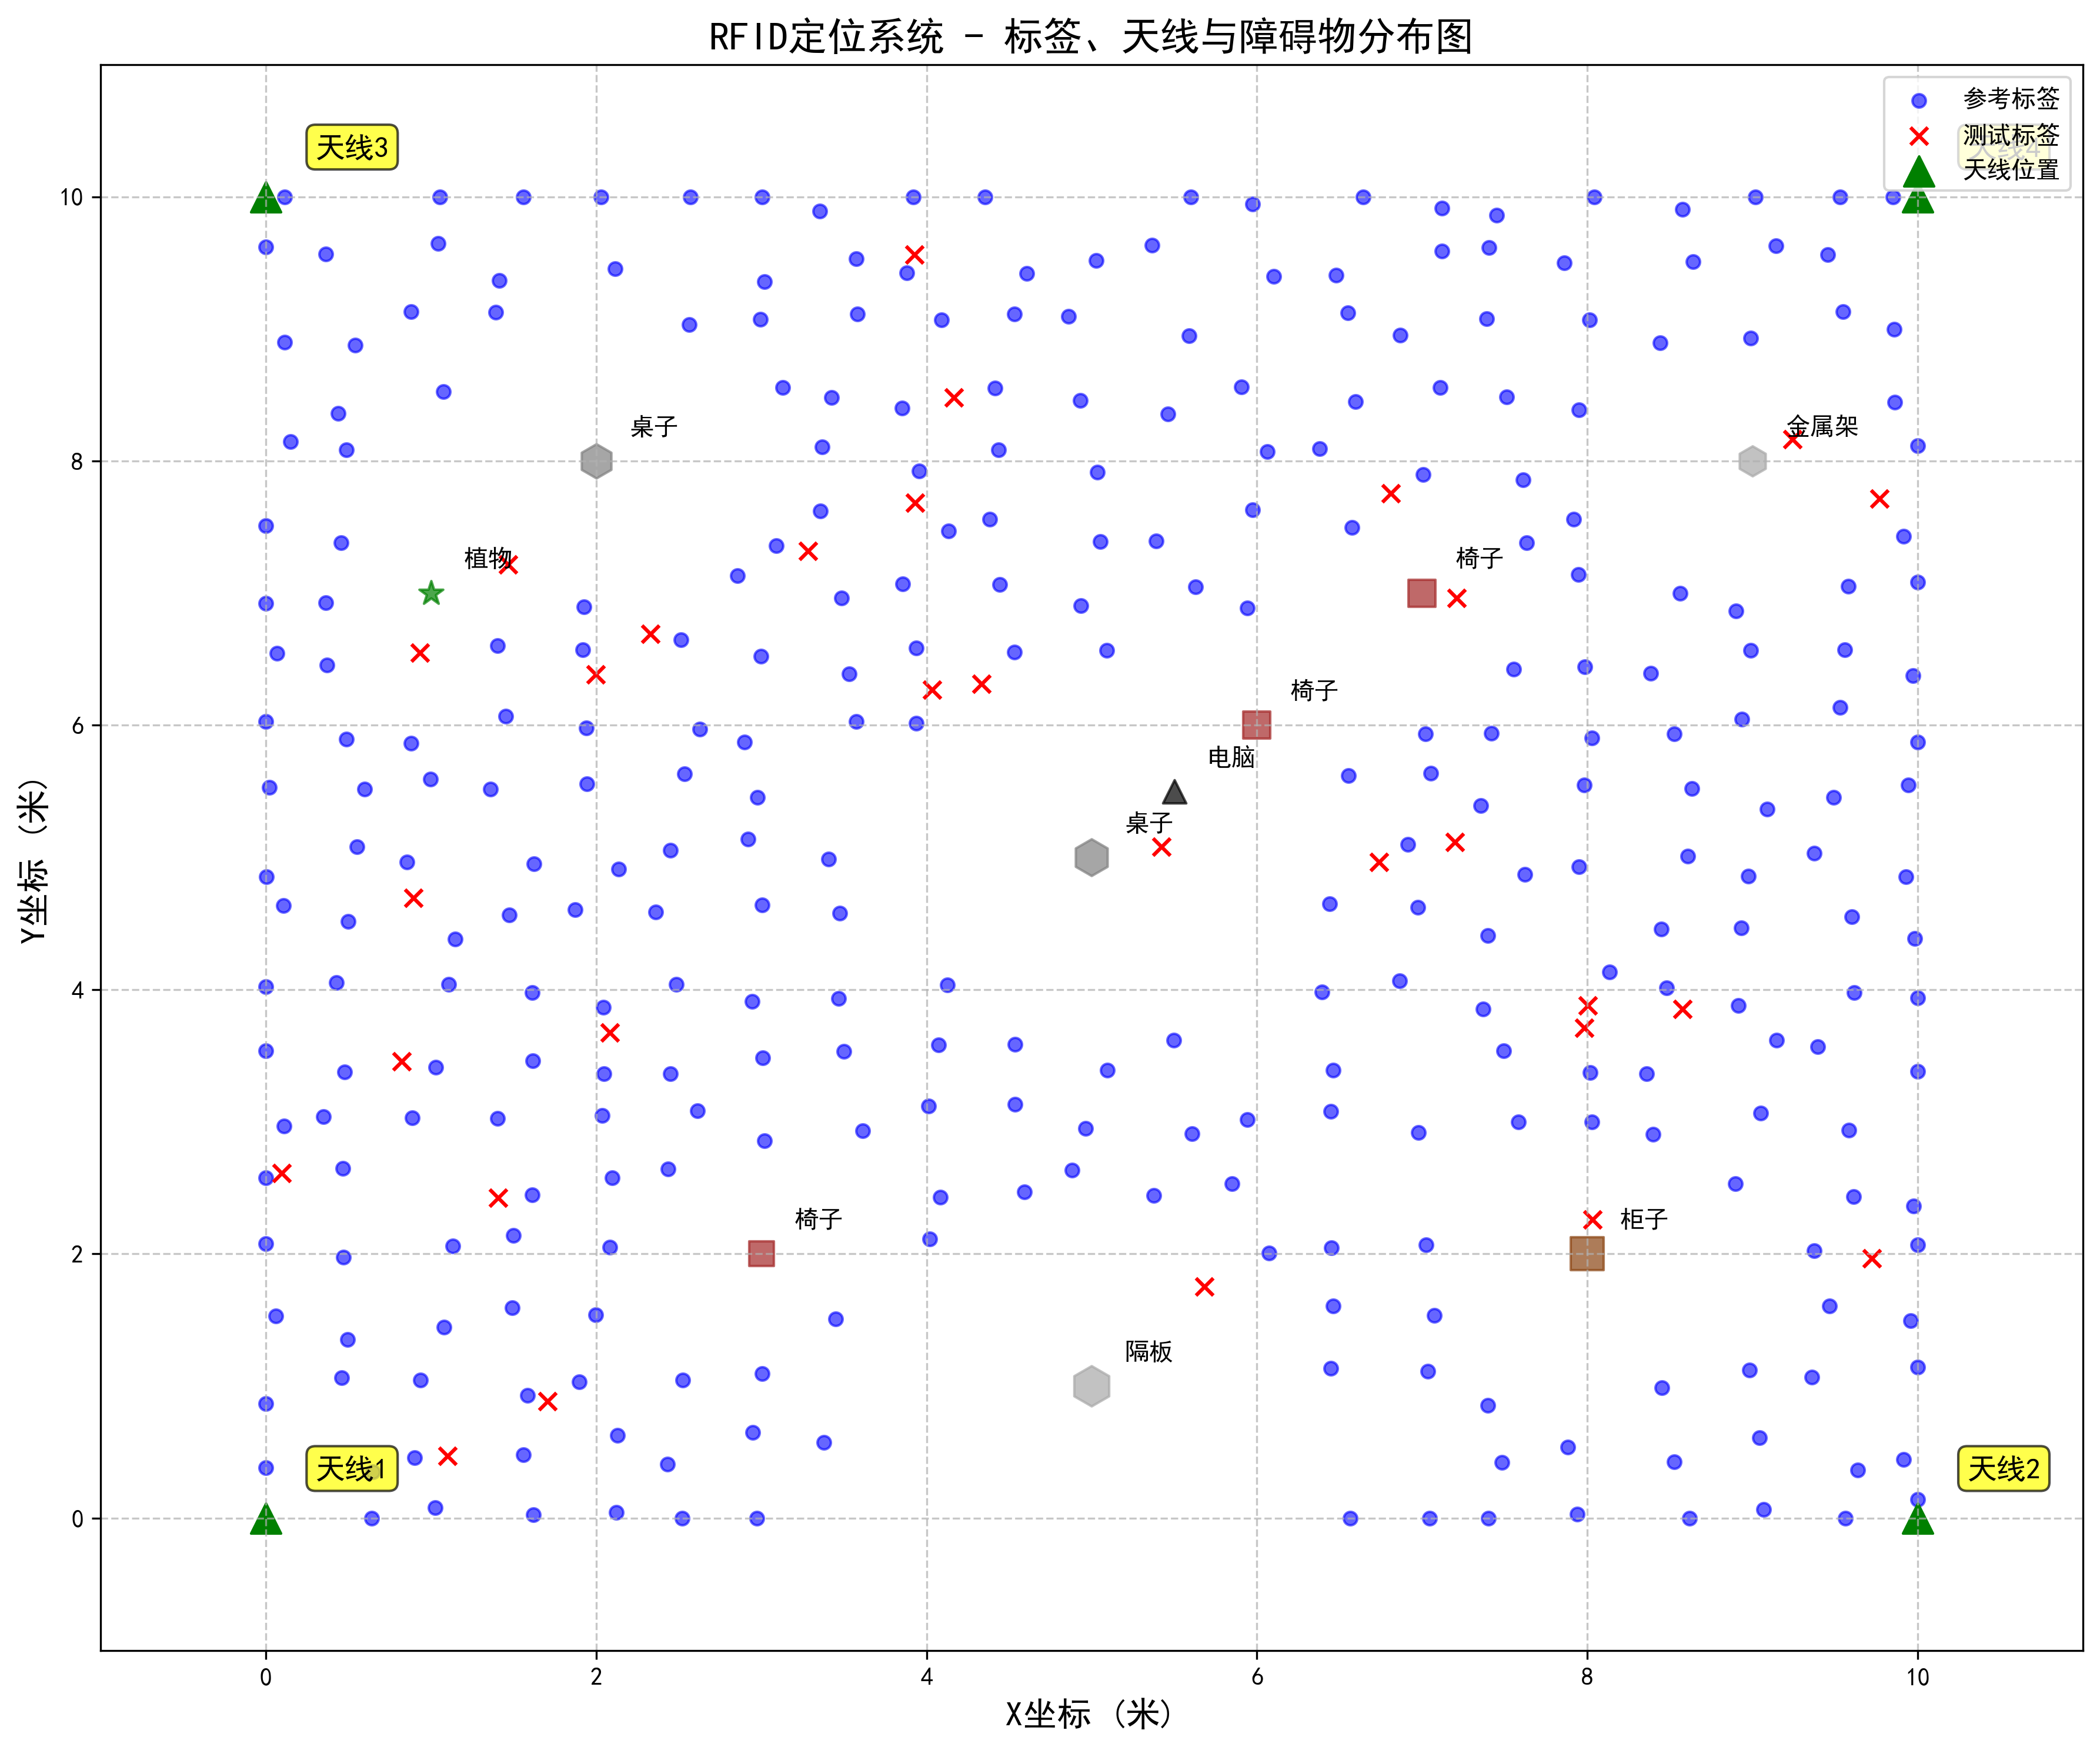 RFID定位系统 - 标签、天线与障碍物分布图
参考标签
测试标签
天线位置
天线3
10
桌子
金属架
8
植物
椅子
椅子
6
电脑
桌子
Y坐标 (米)
4
椅子
柜子
2
隔板
天线1
天线2
0
0
2
4
6
8
10
X坐标 (米)